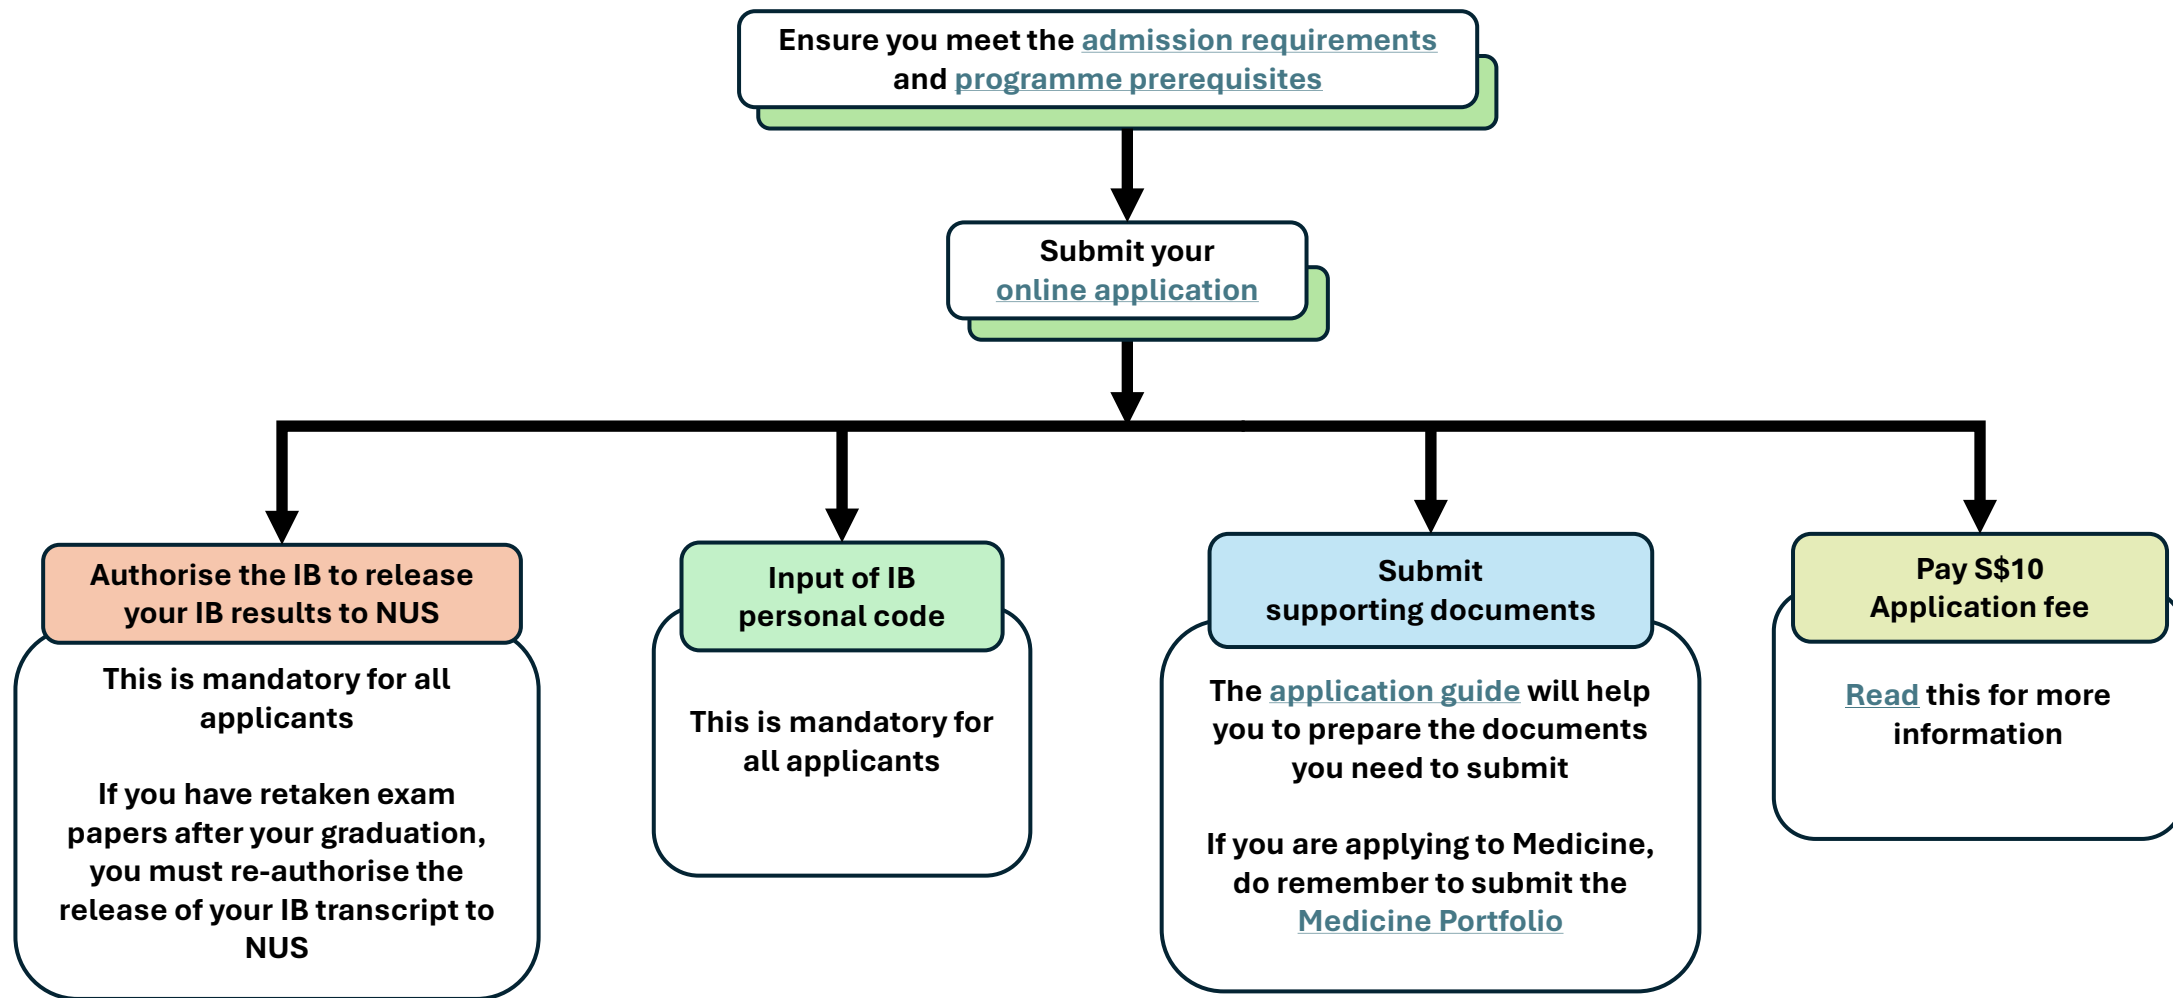 Ensure you meet the admission requirements
and programme prerequisites
Submit your
online application
Authorise the IB to release
your IB results to NUS
This is mandatory for all
applicants
If you have retaken exam
papers after your graduation,
you must re-authorise the
release of your IB transcript to
NUS
Input of IB
personal code
This is mandatory for
all applicants
Submit
supporting documents
The application guide will help
you to prepare the documents
you need to submit
If you are applying to Medicine,
do remember to submit the
Medicine Portfolio
Pay S$10
Application fee
Read this for more
information